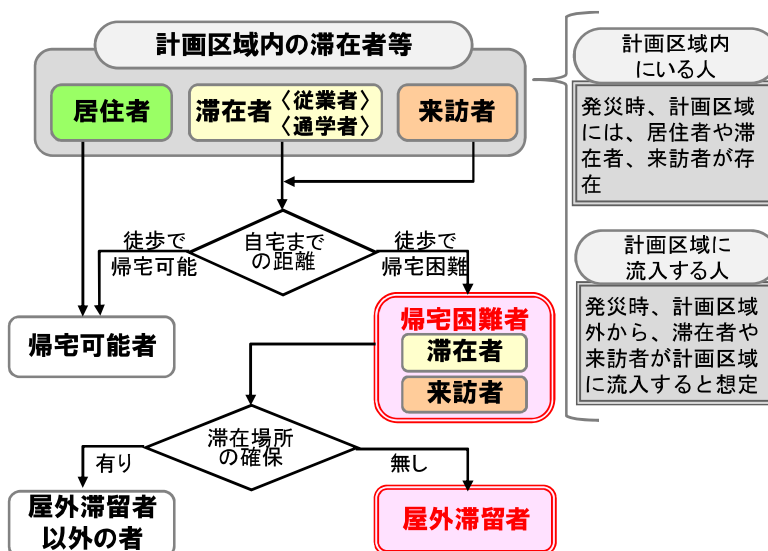 計画区域内の滞在者等
居住者
滞在者
〈従業者〉
〈通学者〉
来訪者
計画区域内
にいる人
発災時、計画区域
には、居住者や滞
在者、来訪者が存
在
徒歩で
帰宅可能
自宅まで
の距離
徒歩で
帰宅困難
計画区域に
流入する人
発災時、計画区域
外から、滞在者や
来訪者が計画区域
に流入すると想定
帰宅可能者
帰宅困難者
滞在者
来訪者
滞在場所
の確保
有り
無し
屋外滞留者
以外の者
屋外滞留者